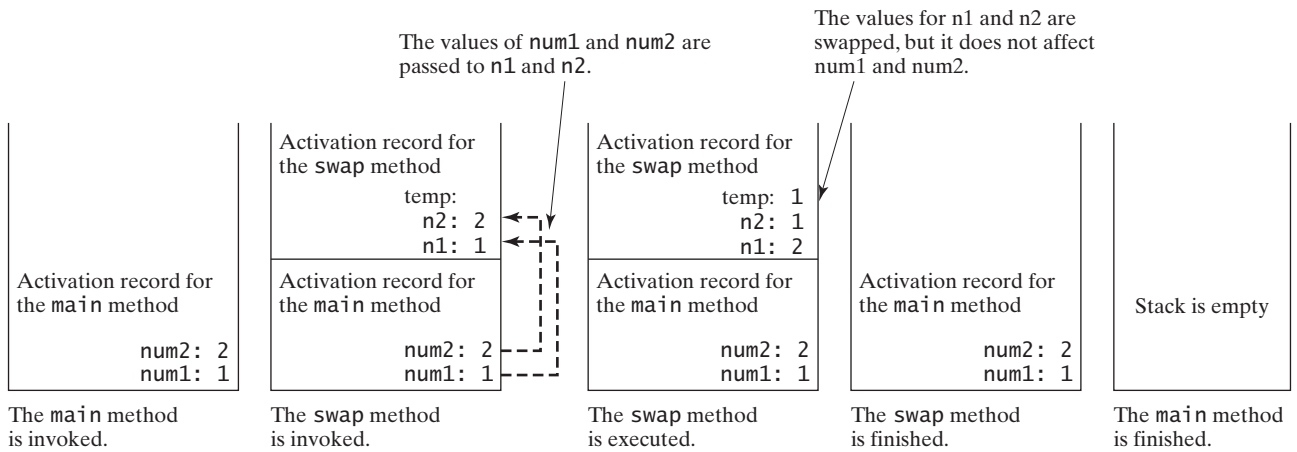 The values of num1 and num2 are
passed to n1 and n2.
The values for n1 and n2 are
swapped, but it does not affect
num1 and num2.
Activation record for
the main method
num2: 2
num1: 1
The main method
is invoked.
Activation record for
the swap method
temp:
n2: 2
n1: 1
Activation record for
the main method
num2: 2
num1: 1
The swap method
is invoked.
Activation record for
the swap method
temp: 1
n2: 1
n1: 2
Activation record for
the main method
num2: 2
num1: 1
The swap method
is executed.
Activation record for
the main method
num2: 2
num1: 1
The swap method
is finished.
Stack is empty
The main method
is finished.